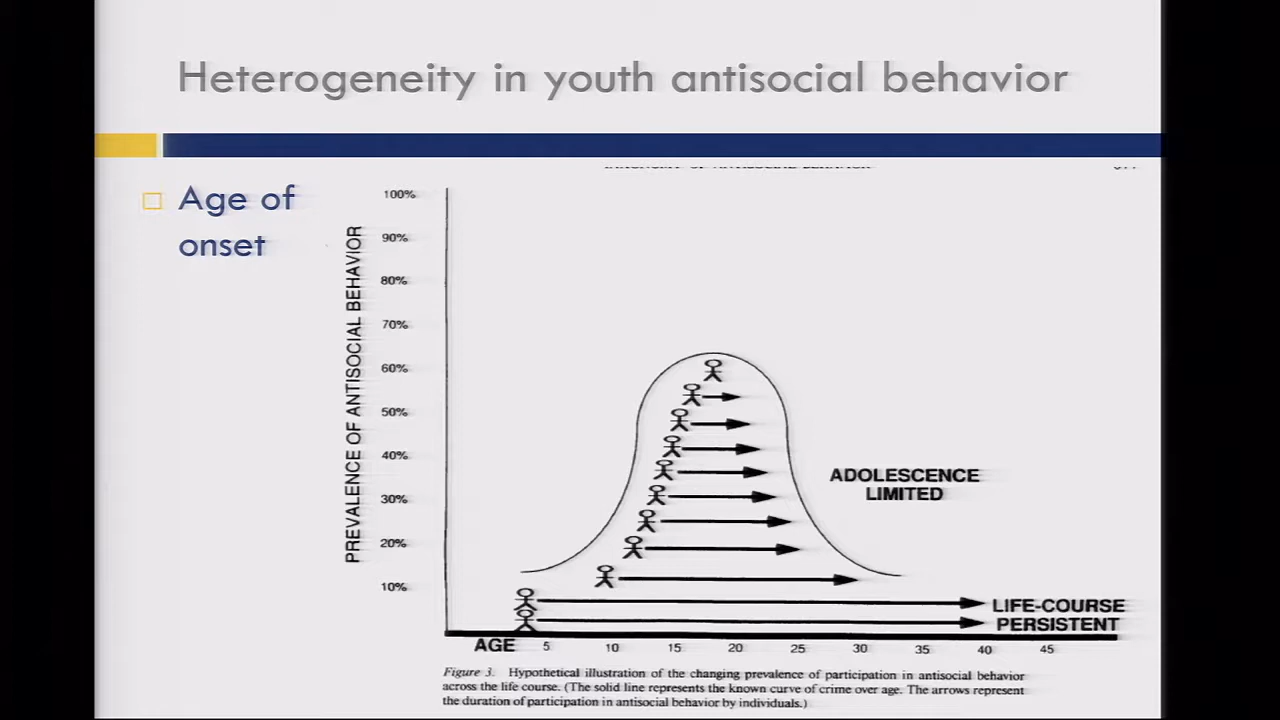 Heterogeneity in youth antisocial behavior
Age of
onset
PREVALENCE OF ANTISOCIAL BEHAVIOR
100%
90%
80%
70%
60%
50%
40%
30%
20%
10%
ADOLESCENCE
LIMITED
LIFE-COURSE
PERSISTENT
AGE 5 10 15 20 25 30 35 40 45
Figure 3. Hypothetical illustration of the changing prevalence of participation in antisocial behavior
across the life course. (The solid line represents the known curve of crime over age. The arrows represent
the duration of participation in antisocial behavior by individuals.)